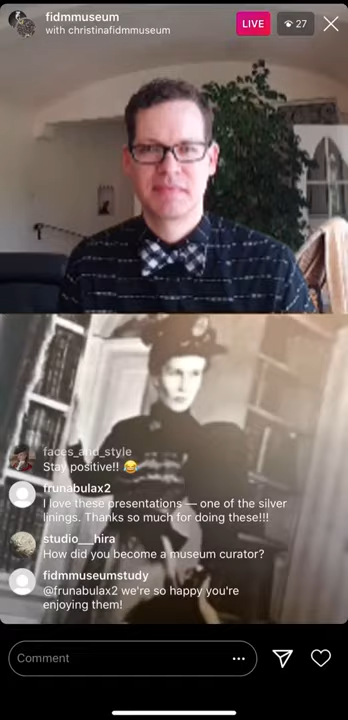 fidmmuseum
with christinafidmmuseum
LIVE
27
faces_and_style
Stay positive!! 😂
frunabulax2
I love these presentations — one of the silver
linings. Thanks so much for doing these!!!
studio__hira
How did you become a museum curator?
fidmmuseumstudy
@frunabulax2 we're so happy you're
enjoying them!
Comment